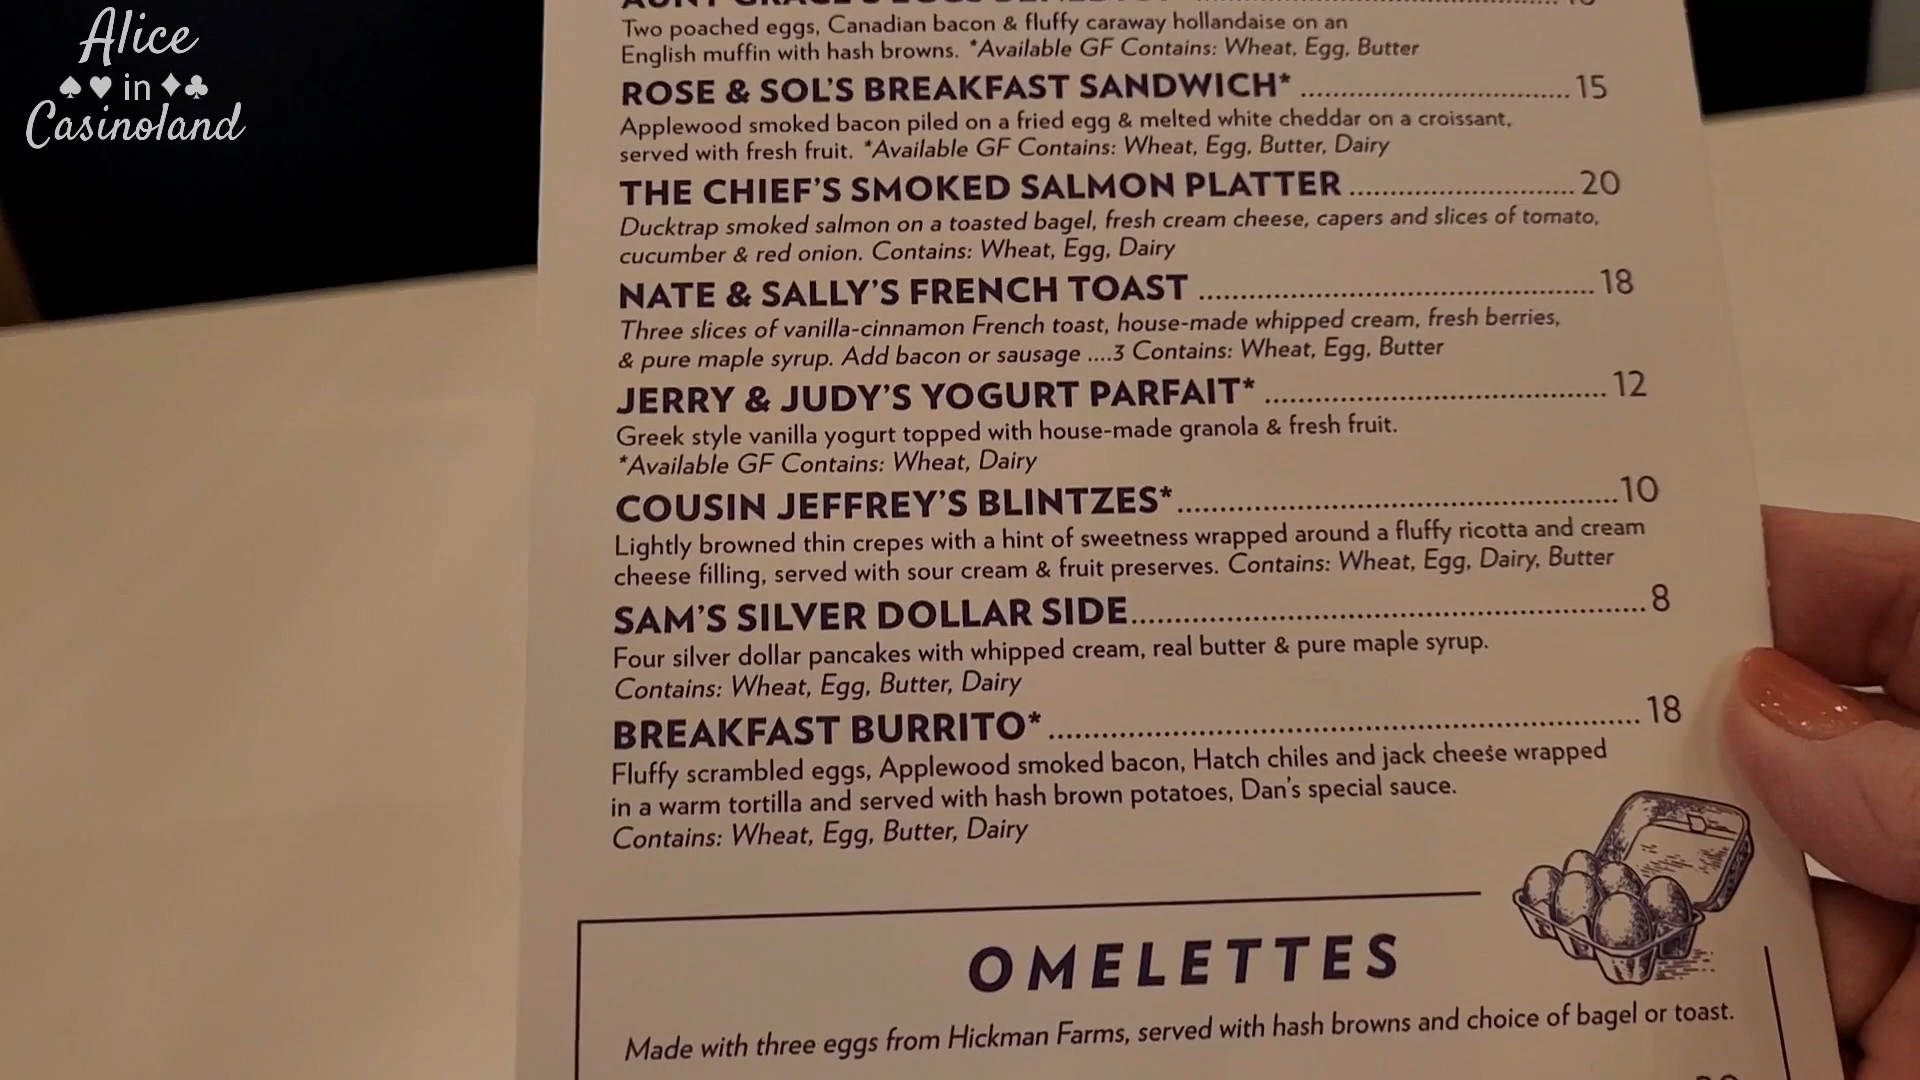 Alice
in
Casinoland
Two poached eggs, Canadian bacon & fluffy caraway hollandaise on an
English muffin with hash browns. *Available GF Contains: Wheat, Egg, Butter
ROSE & SOL'S BREAKFAST SANDWICH* ........................................ 15
Applewood smoked bacon piled on a fried egg & melted white cheddar on a croissant,
served with fresh fruit. *Available GF Contains: Wheat, Egg, Butter, Dairy
THE CHIEF'S SMOKED SALMON PLATTER ................................. 20
Ducktrap smoked salmon on a toasted bagel, fresh cream cheese, capers and slices of tomato,
cucumber & red onion. Contains: Wheat, Egg, Dairy
NATE & SALLY'S FRENCH TOAST ........................................................... 18
Three slices of vanilla-cinnamon French toast, house-made whipped cream, fresh berries,
& pure maple syrup. Add bacon or sausage ....3 Contains: Wheat, Egg, Butter
JERRY & JUDY'S YOGURT PARFAIT* .................................................. 12
Greek style vanilla yogurt topped with house-made granola & fresh fruit.
*Available GF Contains: Wheat, Dairy
COUSIN JEFFREY'S BLINTZES* ................................................................ 10
Lightly browned thin crepes with a hint of sweetness wrapped around a fluffy ricotta and cream
cheese filling, served with sour cream & fruit preserves. Contains: Wheat, Egg, Dairy, Butter
SAM'S SILVER DOLLAR SIDE .......................................................................... 8
Four silver dollar pancakes with whipped cream, real butter & pure maple syrup.
Contains: Wheat, Egg, Butter, Dairy
BREAKFAST BURRITO* ..................................................................................... 18
Fluffy scrambled eggs, Applewood smoked bacon, Hatch chiles and jack cheese wrapped
in a warm tortilla and served with hash brown potatoes, Dan's special sauce.
Contains: Wheat, Egg, Butter, Dairy
OMELETTES
Made with three eggs from Hickman Farms, served with hash browns and choice of bagel or toast.